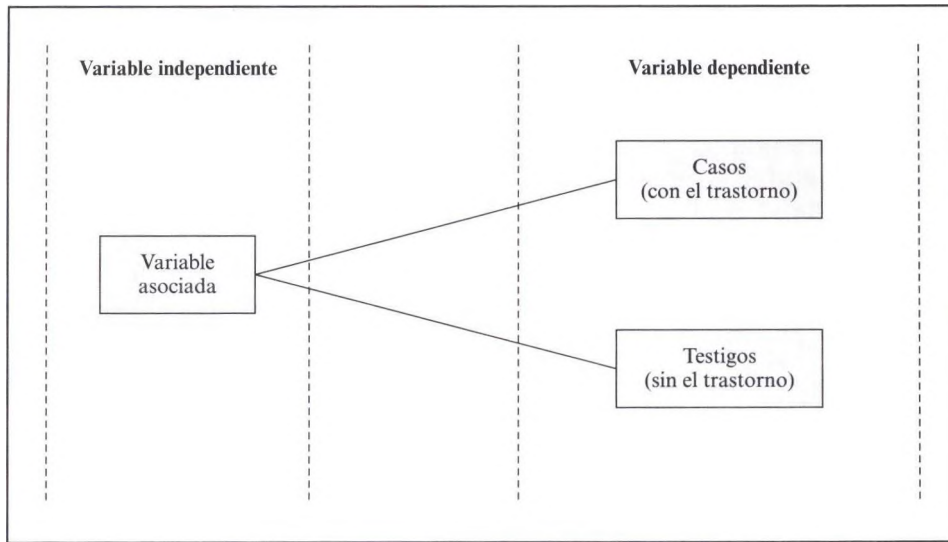 Variable independiente
Variable dependiente
Casos
(con el trastorno)
Variable
asociada
Testigos
(sin el trastorno)